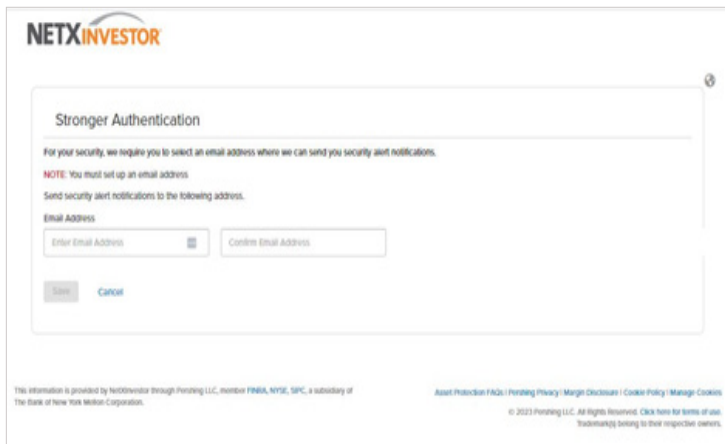 NETXINVESTOR
Stronger Authentication
For your security, we require you to select an email address where we can send you security alert notifications.
NOTE: You must set up an email address
Send security alert notifications to the following address.
Email Address
Enter Email Address
Confirm Email Address
Save
Cancel
This information is provided by NetXInvestor through Pershing LLC, member FINRA, NYSE, SIPC, a subsidiary of
The Bank of New York Mellon Corporation.
Asset Protection FAQs | Pershing Privacy | Margin Disclosure | Cookie Policy | Manage Cookies
© 2023 Pershing LLC. All Rights Reserved. Click here for terms of use.
Trademark(s) belong to their respective owners.